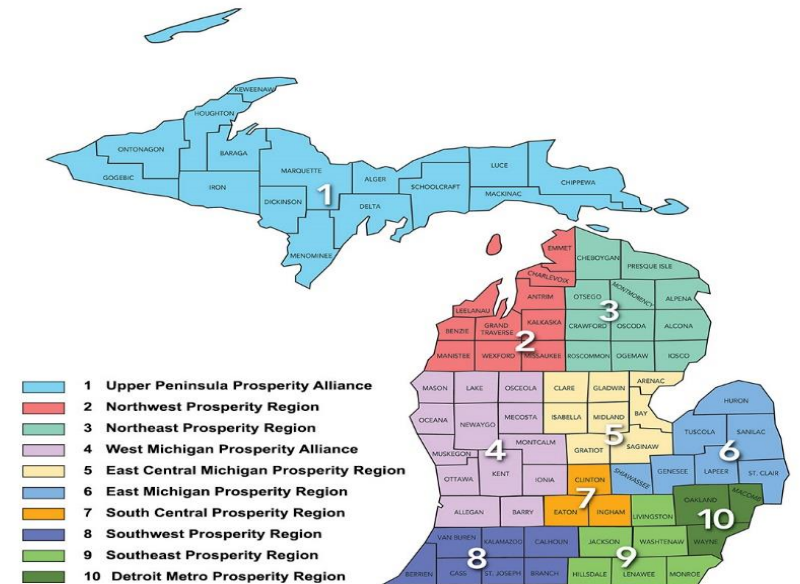 KEWEENAW
HOUGHTON
ONTONAGON
BARAGA
GOGEBIC
IRON
MARQUETTE
DICKINSON
1
ALGER
DELTA
SCHOOLCRAFT
LUCE
MACKINAC
CHIPPEWA
MENOMINEE
EMMET
CHEBOYGAN
PRESQUE ISLE
CHARLEVOIX
ANTRIM
OTSEGO
MONTMORENCY
ALPENA
3
LEELANAU
BENZIE
GRAND
TRAVERSE
KALKASKA
CRAWFORD
OSCODA
ALCONA
2
MANISTEE
WEXFORD
MISSAUKEE
ROSCOMMON
OGEMAW
IOSCO
MASON
LAKE
OSCEOLA
CLARE
GLADWIN
ARENAC
OCEANA
NEWAYGO
MECOSTA
ISABELLA
MIDLAND
BAY
HURON
MUSKEGON
MONTCALM
GRATIOT
SAGINAW
TUSCOLA
SANILAC
4
5
6
OTTAWA
KENT
IONIA
CLINTON
SHIAWASSEE
GENESEE
LAPEER
ST. CLAIR
7
ALLEGAN
BARRY
EATON
INGHAM
LIVINGSTON
OAKLAND
MACOMB
10
VAN BUREN
KALAMAZOO
CALHOUN
JACKSON
WASHTENAW
WAYNE
8
9
BERRIEN
CASS
ST. JOSEPH
BRANCH
HILLSDALE
LENAWEE
MONROE
1 Upper Peninsula Prosperity Alliance
2 Northwest Prosperity Region
3 Northeast Prosperity Region
4 West Michigan Prosperity Alliance
5 East Central Michigan Prosperity Region
6 East Michigan Prosperity Region
7 South Central Prosperity Region
8 Southwest Prosperity Region
9 Southeast Prosperity Region
10 Detroit Metro Prosperity Region